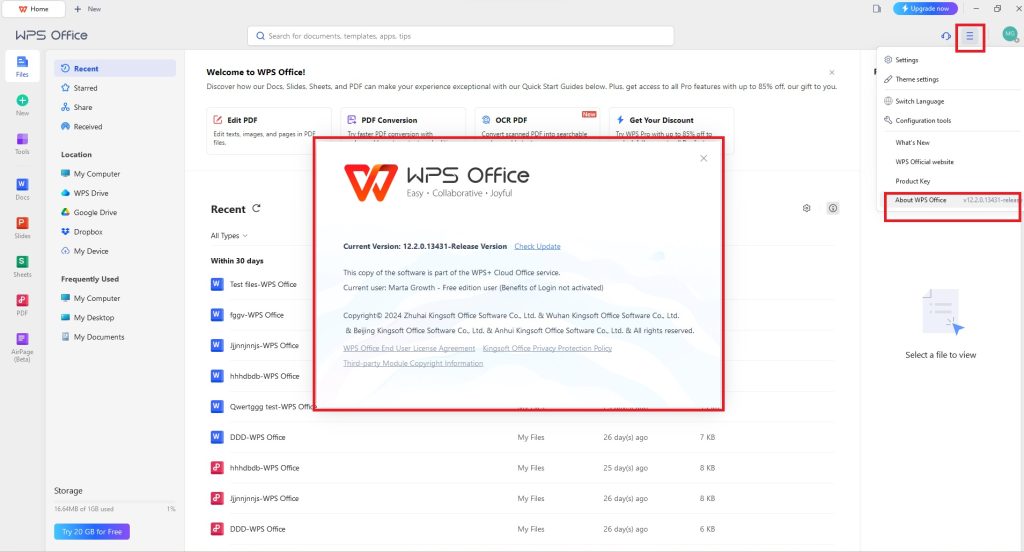 Home
New
Upgrade now
WPS Office
Search for documents, templates, apps, tips
MG
Files
New
Tools
Docs
Slides
Sheets
PDF
AirPage
(Beta)
Recent
Starred
Share
Received
Location
My Computer
WPS Drive
Google Drive
Dropbox
My Device
Frequently Used
My Computer
My Desktop
My Documents
Storage
16.64MB of 1GB used 1%
Try 20 GB for Free
Welcome to WPS Office!
Discover how our Docs, Slides, Sheets, and PDF can make your experience exceptional with our Quick Start Guides below. Plus, get access to all Pro features with up to 85% off, our gift to you.
Edit PDF
Edit texts, images, and pages in PDF files.
PDF Conversion
Try faster PDF conversion with
OCR PDF
New
Convert scanned PDF into searchable
Get Your Discount
Try WPS Pro with up to 85% off to
Recent
All Types
Within 30 days
Test files-WPS Office
fggv-WPS Office
Jjjnnjnnjs-WPS Office
hhhdbdb-WPS Office
Qwertggg test-WPS Office
DDD-WPS Office My Files 26 day(s) ago 7 KB
hhhdbdb-WPS Office My Files 25 day(s) ago 8 KB
Jjjnnjnnjs-WPS Office My Files 26 day(s) ago 8 KB
DDD-WPS Office My Files 26 day(s) ago 6 KB
WPS Office
Easy · Collaborative · Joyful
Current Version: 12.2.0.13431-Release Version Check Update
This copy of the software is part of the WPS+ Cloud Office service.
Current user: Marta Growth - Free edition user (Benefits of Login not activated)
Copyright© 2024 Zhuhai Kingsoft Office Software Co., Ltd. & Wuhan Kingsoft Office Software Co., Ltd.
& Beijing Kingsoft Office Software Co., Ltd. & Anhui Kingsoft Office Software Co., Ltd. & All rights reserved.
WPS Office End User License Agreement Kingsoft Office Privacy Protection Policy
Third-party Module Copyright Information
Settings
Theme settings
Switch Language
Configuration tools
What's New
WPS Official website
Product Key
About WPS Office v12.2.0.13431-release
Select a file to view